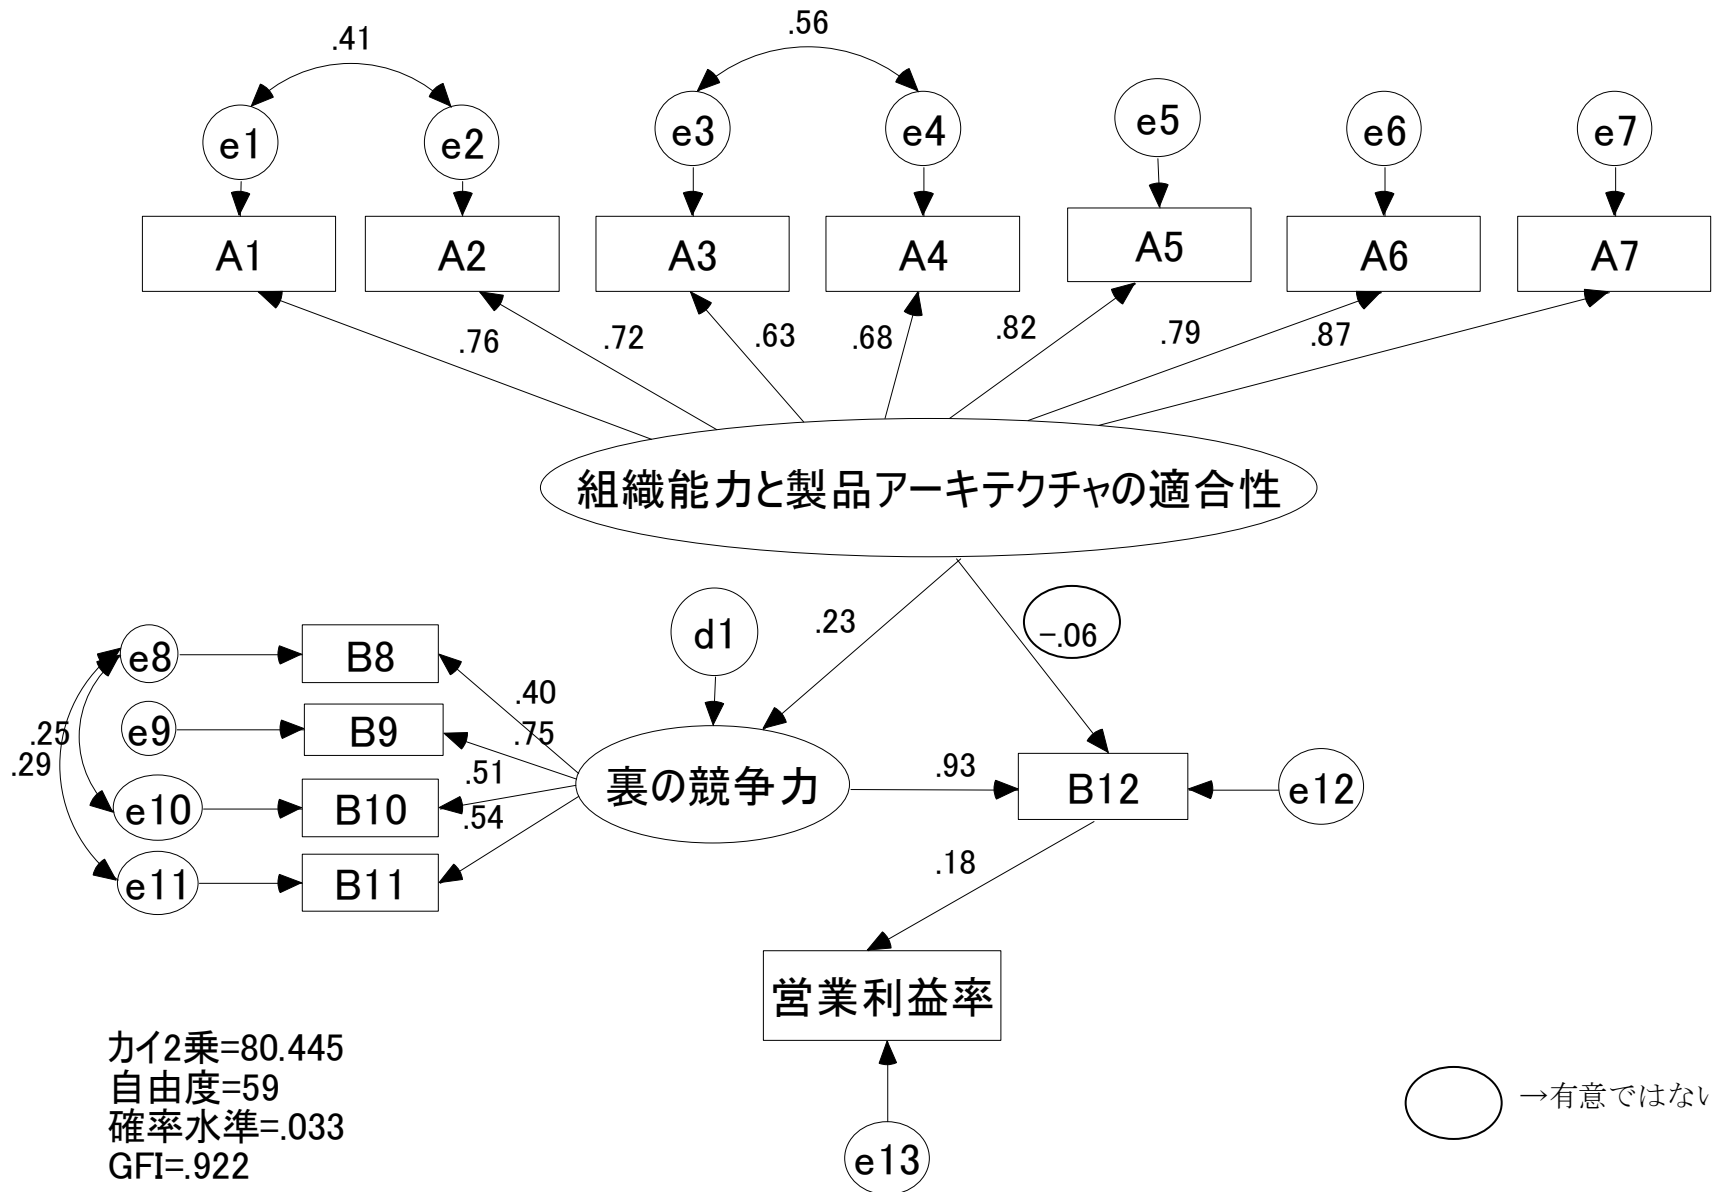 .41
.56
e1
e2
e3
e4
e5
e6
e7
A1
A2
A3
A4
A5
A6
A7
.76
.72
.63
.68
.82
.79
.87
組織能力と製品アーキテクチャの適合性
.23
-.06
d1
e8
B8
.40
e9
B9
.75
.25
.29
.51
e10
B10
.54
e11
B11
裏の競争力
.93
B12
e12
.18
営業利益率
e13
カイ2乗=80.445
自由度=59
確率水準=.033
GFI=.922
→有意ではない